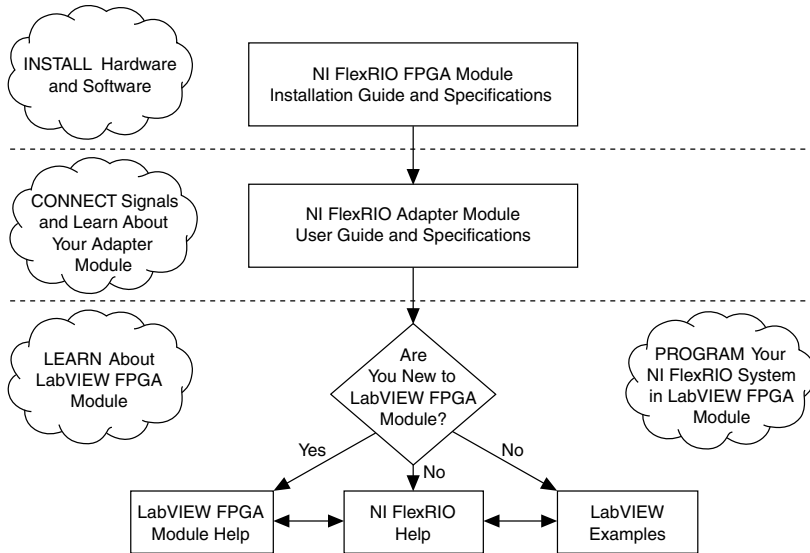 INSTALL Hardware
and Software
NI FlexRIO FPGA Module
Installation Guide and Specifications
CONNECT Signals
and Learn About
Your Adapter
Module
NI FlexRIO Adapter Module
User Guide and Specifications
LEARN About
LabVIEW FPGA
Module
Are
You New to
LabVIEW FPGA
Module?
PROGRAM Your
NI FlexRIO System
in LabVIEW FPGA
Module
Yes
No
No
LabVIEW FPGA
Module Help
NI FlexRIO
Help
LabVIEW
Examples